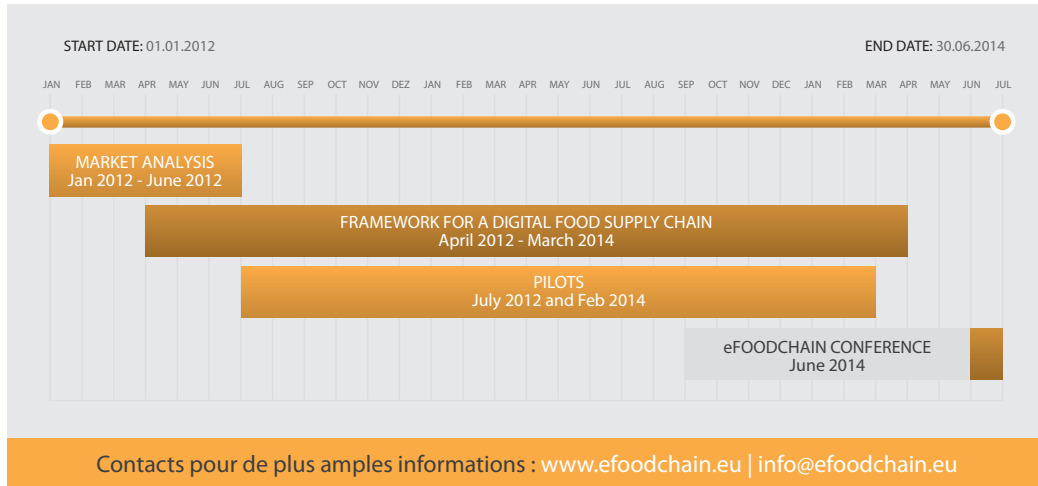 START DATE: 01.01.2012 END DATE: 30.06.2014
JAN FEB MAR APR MAY JUN JUL AUG SEP OCT NOV DEZ JAN FEB MAR APR MAY JUN JUL AUG SEP OCT NOV DEC JAN FEB MAR APR MAY JUN JUL
MARKET ANALYSIS
Jan 2012 - June 2012
FRAMEWORK FOR A DIGITAL FOOD SUPPLY CHAIN
April 2012 - March 2014
PILOTS
July 2012 and Feb 2014
eFOODCHAIN CONFERENCE
June 2014
Contacts pour de plus amples informations : www.efoodchain.eu | info@efoodchain.eu